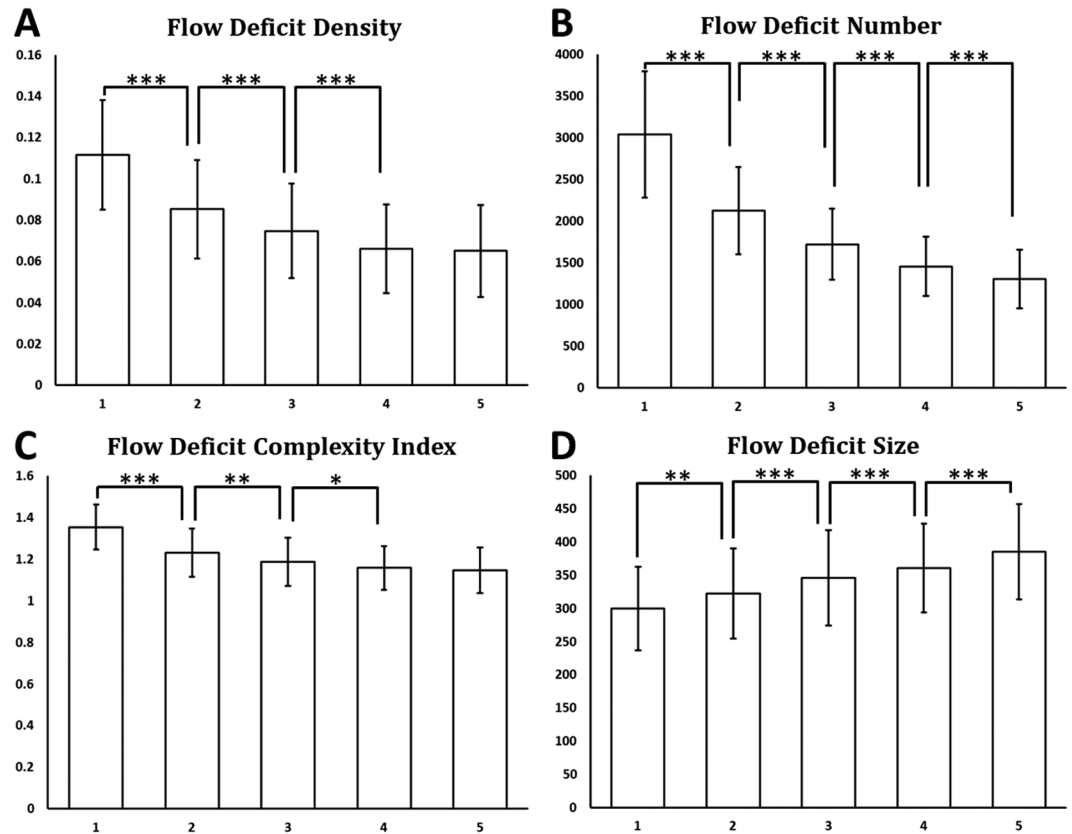 A
Flow Deficit Density
0.16
0.14
0.12
0.1
0.08
0.06
0.04
0.02
0
*** *** ***
1 2 3 4 5
B
Flow Deficit Number
4000
3500
3000
2500
2000
1500
1000
500
0
*** *** *** ***
1 2 3 4 5
C
Flow Deficit Complexity Index
1.6
1.4
1.2
1
0.8
0.6
0.4
0.2
0
*** ** *
1 2 3 4 5
D
Flow Deficit Size
500
450
400
350
300
250
200
150
100
50
0
** *** *** ***
1 2 3 4 5